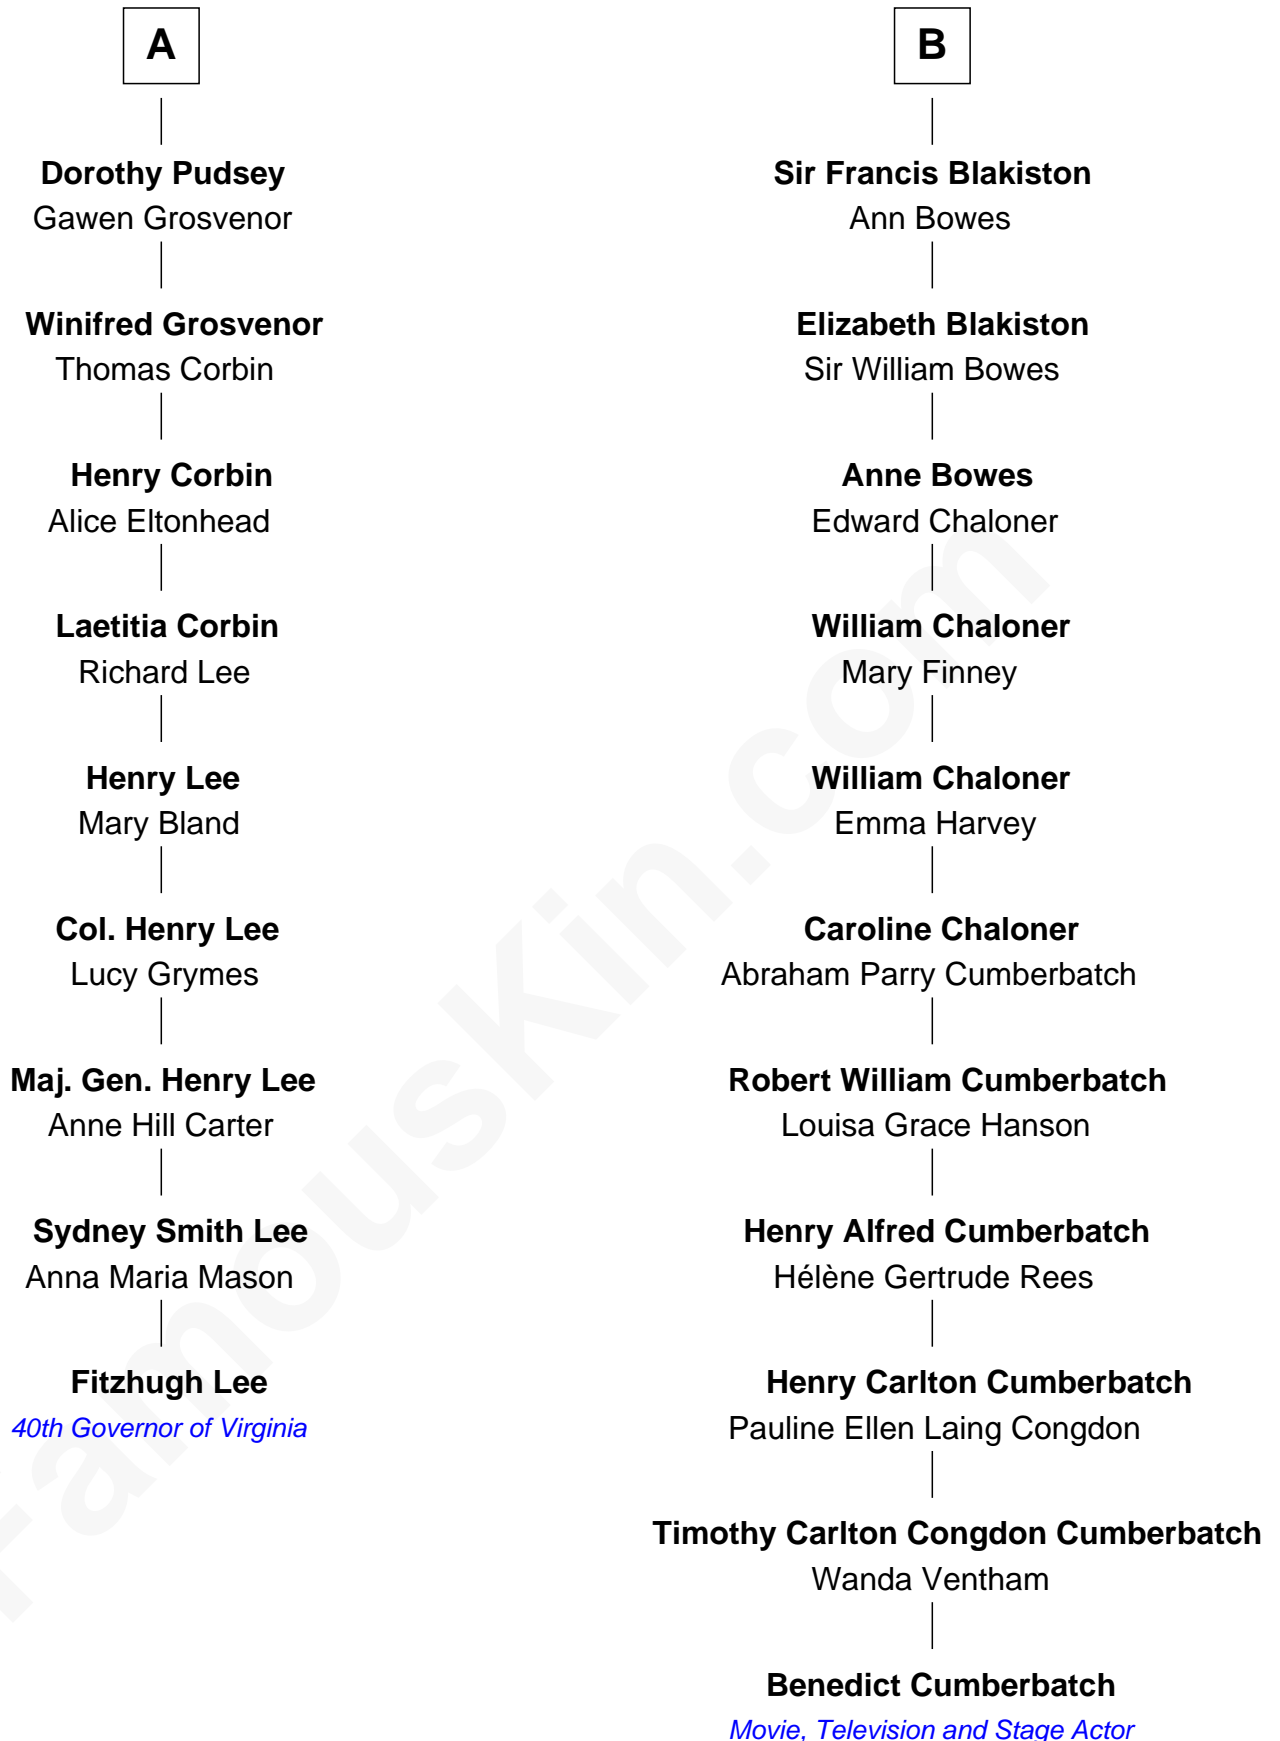 A
Dorothy Pudsey
Gawen Grosvenor
Winifred Grosvenor
Thomas Corbin
Henry Corbin
Alice Eltonhead
Laetitia Corbin
Richard Lee
Henry Lee
Mary Bland
Col. Henry Lee
Lucy Grymes
Maj. Gen. Henry Lee
Anne Hill Carter
Sydney Smith Lee
Anna Maria Mason
Fitzhugh Lee
40th Governor of Virginia
B
Sir Francis Blakiston
Ann Bowes
Elizabeth Blakiston
Sir William Bowes
Anne Bowes
Edward Chaloner
William Chaloner
Mary Finney
William Chaloner
Emma Harvey
Caroline Chaloner
Abraham Parry Cumberbatch
Robert William Cumberbatch
Louisa Grace Hanson
Henry Alfred Cumberbatch
Hélène Gertrude Rees
Henry Carlton Cumberbatch
Pauline Ellen Laing Congdon
Timothy Carlton Congdon Cumberbatch
Wanda Ventham
Benedict Cumberbatch
Movie, Television and Stage Actor
FamousKin.com